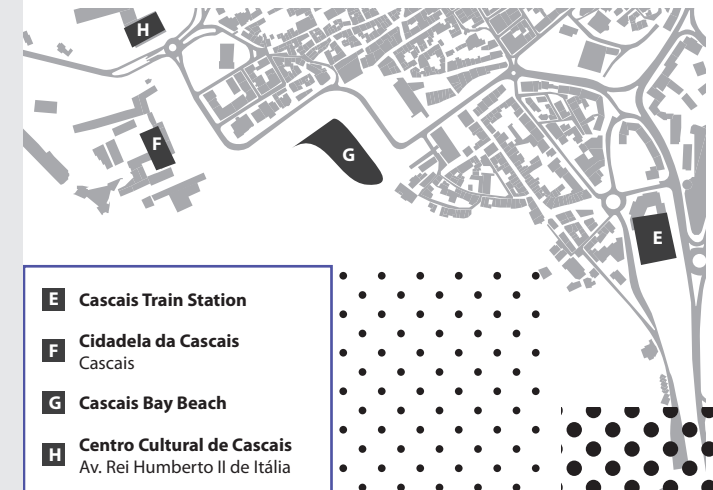 H
F
G
E
E Cascais Train Station
F Cidadela da Cascais
Cascais
G Cascais Bay Beach
H Centro Cultural de Cascais
Av. Rei Humberto II de Itália